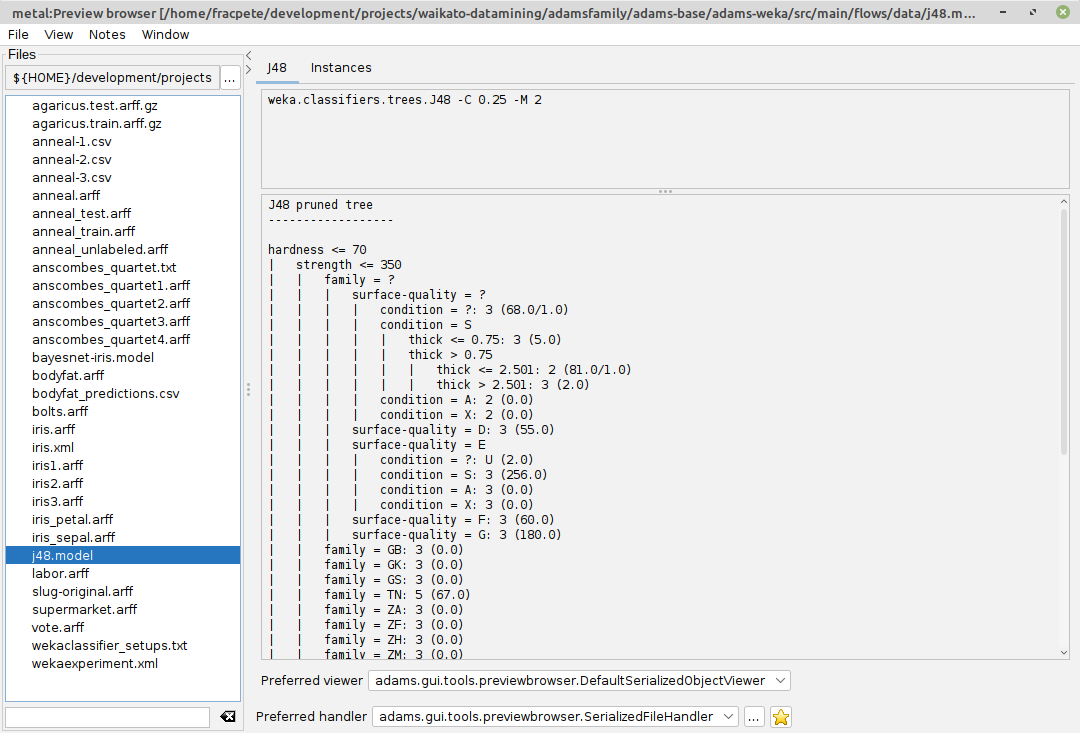 metal:Preview browser [/home/fracpete/development/projects/waikato-datamining/adamsfamily/adams-base/adams-weka/src/main/flows/data/j48.m...
File View Notes Window
Files
${HOME}/development/projects ...
agaricus.test.arff.gz
agaricus.train.arff.gz
anneal-1.csv
anneal-2.csv
anneal-3.csv
anneal.arff
anneal_test.arff
anneal_train.arff
anneal_unlabeled.arff
anscombes_quartet.txt
anscombes_quartet1.arff
anscombes_quartet2.arff
anscombes_quartet3.arff
anscombes_quartet4.arff
bayesnet-iris.model
bodyfat.arff
bodyfat_predictions.csv
bolts.arff
iris.arff
iris.xml
iris1.arff
iris2.arff
iris3.arff
iris_petal.arff
iris_sepal.arff
j48.model
labor.arff
slug-original.arff
supermarket.arff
vote.arff
wekaclassifier_setups.txt
wekaexperiment.xml
J48 Instances
weka.classifiers.trees.J48 -C 0.25 -M 2
J48 pruned tree
------------------
hardness <= 70
|   strength <= 350
|   |   family = ?
|   |   |   surface-quality = ?
|   |   |   |   condition = ?: 3 (68.0/1.0)
|   |   |   |   condition = S
|   |   |   |   |   thick <= 0.75: 3 (5.0)
|   |   |   |   |   thick > 0.75
|   |   |   |   |   |   thick <= 2.501: 2 (81.0/1.0)
|   |   |   |   |   |   thick > 2.501: 3 (2.0)
|   |   |   |   condition = A: 2 (0.0)
|   |   |   |   condition = X: 2 (0.0)
|   |   |   surface-quality = D: 3 (55.0)
|   |   |   surface-quality = E
|   |   |   |   condition = ?: U (2.0)
|   |   |   |   condition = S: 3 (256.0)
|   |   |   |   condition = A: 3 (0.0)
|   |   |   |   condition = X: 3 (0.0)
|   |   |   surface-quality = F: 3 (60.0)
|   |   |   surface-quality = G: 3 (180.0)
|   |   family = GB: 3 (0.0)
|   |   family = GK: 3 (0.0)
|   |   family = GS: 3 (0.0)
|   |   family = TN: 5 (67.0)
|   |   family = ZA: 3 (0.0)
|   |   family = ZF: 3 (0.0)
|   |   family = ZH: 3 (0.0)
|   |   family = ZM: 3 (0.0)
Preferred viewer adams.gui.tools.previewbrowser.DefaultSerializedObjectViewer
Preferred handler adams.gui.tools.previewbrowser.SerializedFileHandler ...